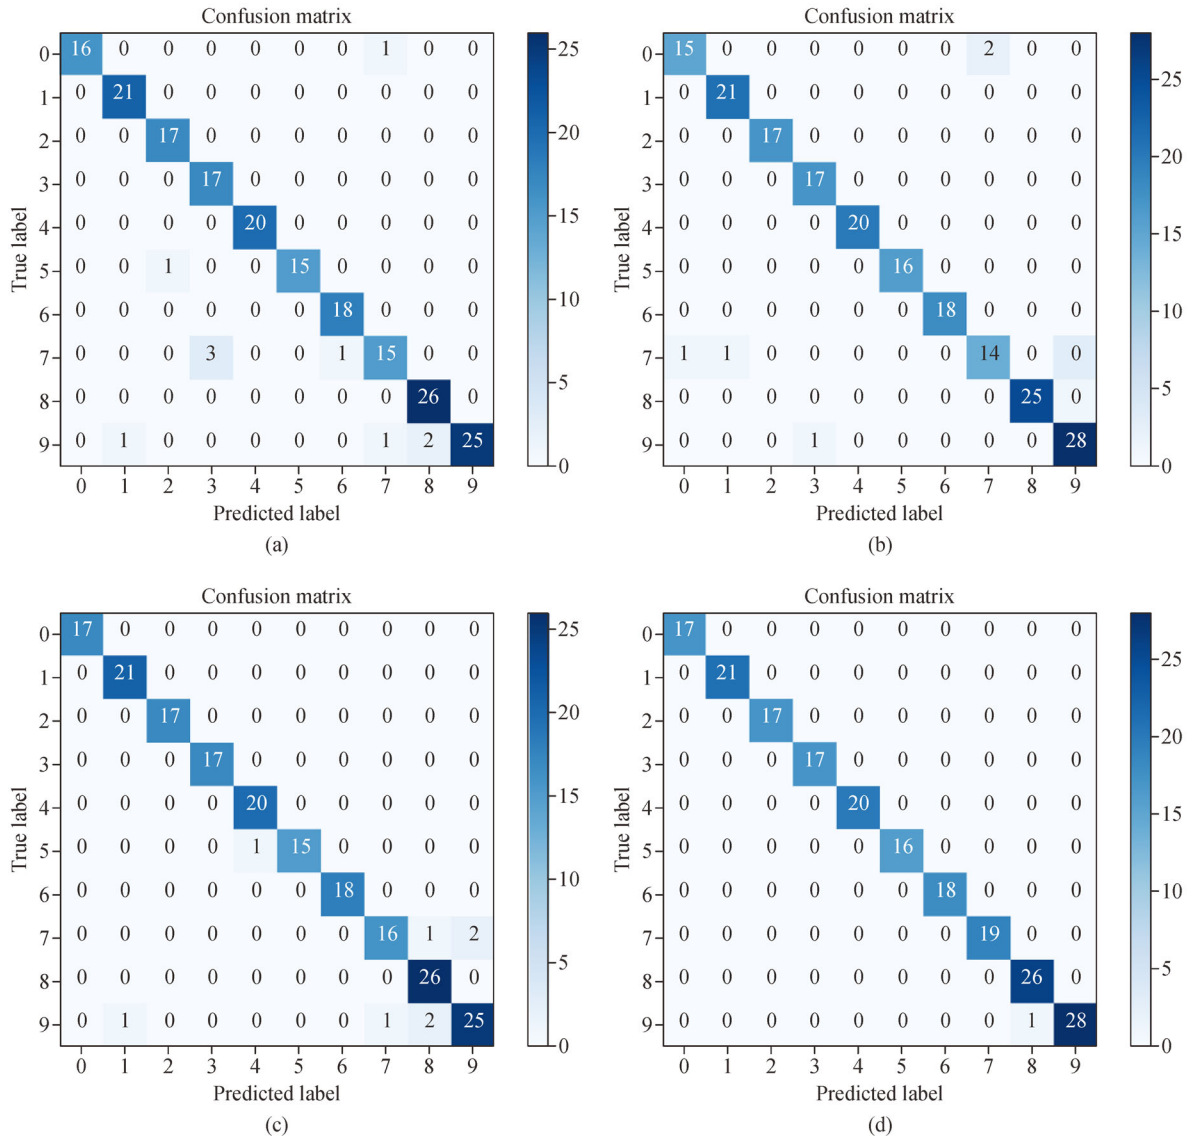 Confusion matrix
0 16 0 0 0 0 0 0 1 0 0
1 0 21 0 0 0 0 0 0 0 0
2 0 0 17 0 0 0 0 0 0 0
3 0 0 0 17 0 0 0 0 0 0
4 0 0 0 0 20 0 0 0 0 0
5 0 0 1 0 0 15 0 0 0 0
6 0 0 0 0 0 0 18 0 0 0
7 0 0 0 3 0 0 1 15 0 0
8 0 0 0 0 0 0 0 0 26 0
9 0 1 0 0 0 0 0 1 2 25
0 1 2 3 4 5 6 7 8 9
True label
Predicted label
25
20
15
10
5
0
(a)
Confusion matrix
0 15 0 0 0 0 0 0 2 0 0
1 0 21 0 0 0 0 0 0 0 0
2 0 0 17 0 0 0 0 0 0 0
3 0 0 0 17 0 0 0 0 0 0
4 0 0 0 0 20 0 0 0 0 0
5 0 0 0 0 0 16 0 0 0 0
6 0 0 0 0 0 0 18 0 0 0
7 1 1 0 0 0 0 0 14 0 0
8 0 0 0 0 0 0 0 0 25 0
9 0 0 0 1 0 0 0 0 0 28
0 1 2 3 4 5 6 7 8 9
True label
Predicted label
25
20
15
10
5
0
(b)
Confusion matrix
0 17 0 0 0 0 0 0 0 0 0
1 0 21 0 0 0 0 0 0 0 0
2 0 0 17 0 0 0 0 0 0 0
3 0 0 0 17 0 0 0 0 0 0
4 0 0 0 0 20 0 0 0 0 0
5 0 0 0 0 1 15 0 0 0 0
6 0 0 0 0 0 0 18 0 0 0
7 0 0 0 0 0 0 0 16 1 2
8 0 0 0 0 0 0 0 0 26 0
9 0 1 0 0 0 0 0 1 2 25
0 1 2 3 4 5 6 7 8 9
True label
Predicted label
25
20
15
10
5
0
(c)
Confusion matrix
0 17 0 0 0 0 0 0 0 0 0
1 0 21 0 0 0 0 0 0 0 0
2 0 0 17 0 0 0 0 0 0 0
3 0 0 0 17 0 0 0 0 0 0
4 0 0 0 0 20 0 0 0 0 0
5 0 0 0 0 0 16 0 0 0 0
6 0 0 0 0 0 0 18 0 0 0
7 0 0 0 0 0 0 0 19 0 0
8 0 0 0 0 0 0 0 0 26 0
9 0 0 0 0 0 0 0 0 1 28
0 1 2 3 4 5 6 7 8 9
True label
Predicted label
25
20
15
10
5
0
(d)